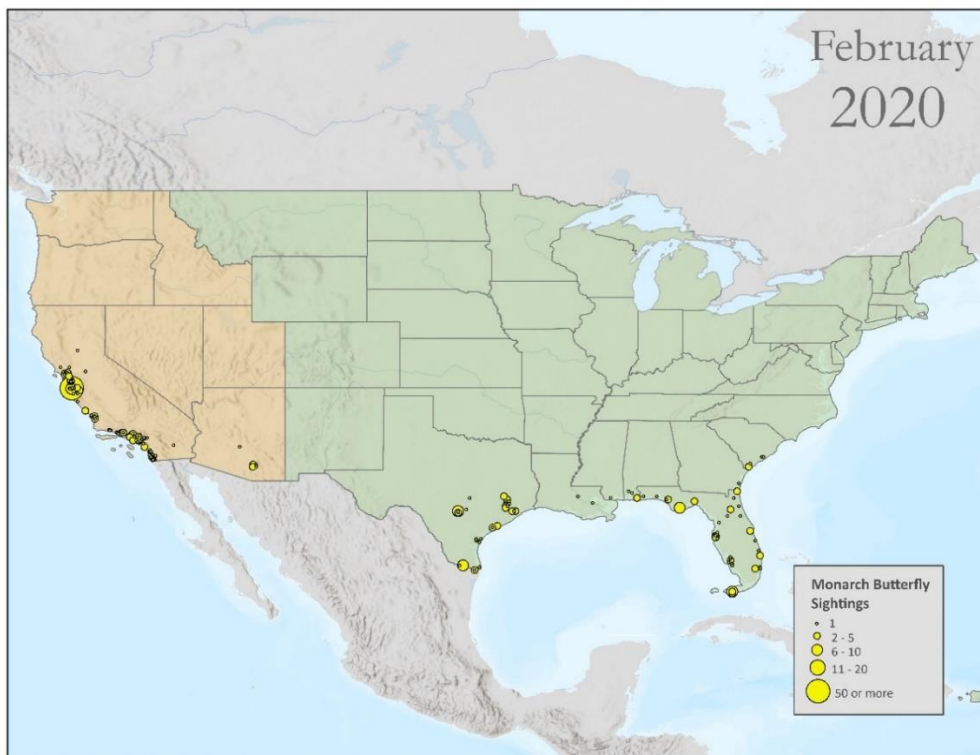 February
2020
Monarch Butterfly
Sightings
1
2 - 5
6 - 10
11 - 20
50 or more